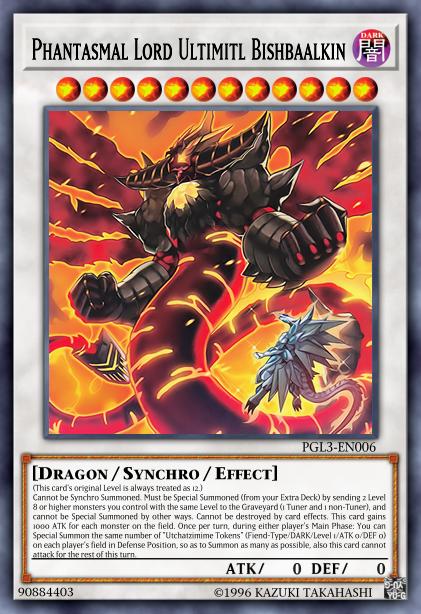 PHANTASMAL LORD ULTIMITL BISHBAALKIN
DARK
闇
PGL3-EN006
[DRAGON / SYNCHRO / EFFECT]
(This card's original Level is always treated as 12.)
Cannot be Synchro Summoned. Must be Special Summoned (from your Extra Deck) by sending 2 Level
8 or higher monsters you control with the same Level to the Graveyard (1 Tuner and 1 non-Tuner), and
cannot be Special Summoned by other ways. Cannot be destroyed by card effects. This card gains
1000 ATK for each monster on the field. Once per turn, during either player's Main Phase: You can
Special Summon the same number of "Utchatzimime Tokens" (Fiend-Type/DARK/Level 1/ATK 0/DEF 0)
on each player's field in Defense Position, so as to Summon as many as possible, also this card cannot
attack for the rest of this turn.
ATK/ 0 DEF/ 0
90884403
©1996 KAZUKI TAKAHASHI